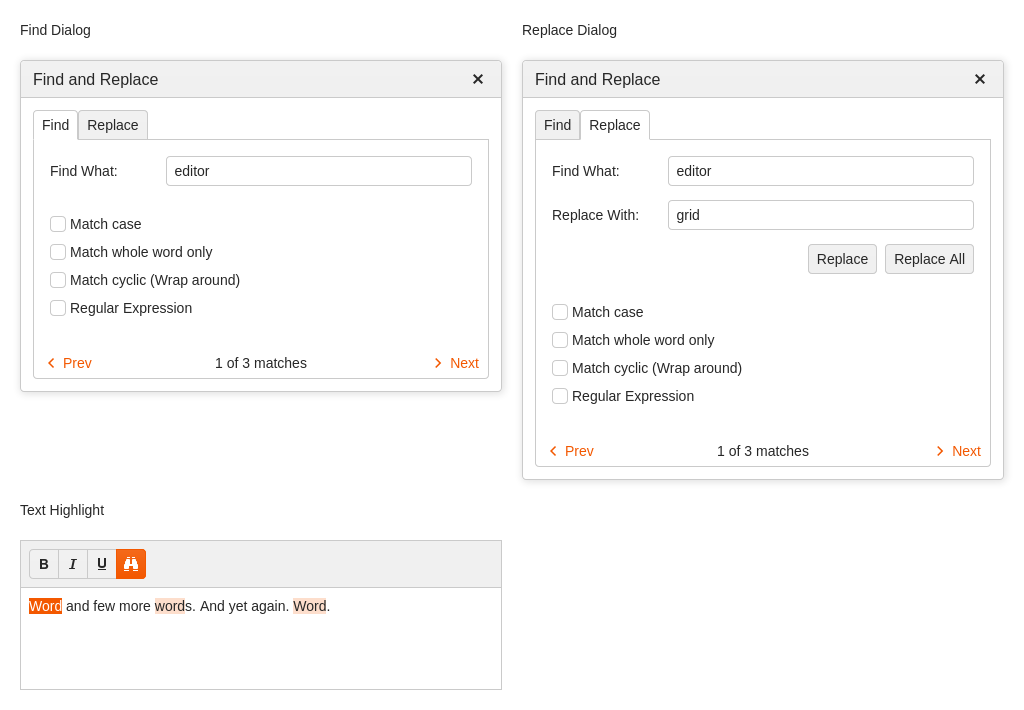 Find Dialog
Find and Replace ✕
Find Replace
Find What: editor
Match case
Match whole word only
Match cyclic (Wrap around)
Regular Expression
Prev 1 of 3 matches Next
Replace Dialog
Find and Replace ✕
Find Replace
Find What: editor
Replace With: grid
Replace Replace All
Match case
Match whole word only
Match cyclic (Wrap around)
Regular Expression
Prev 1 of 3 matches Next
Text Highlight
B I U
Word and few more words. And yet again. Word.